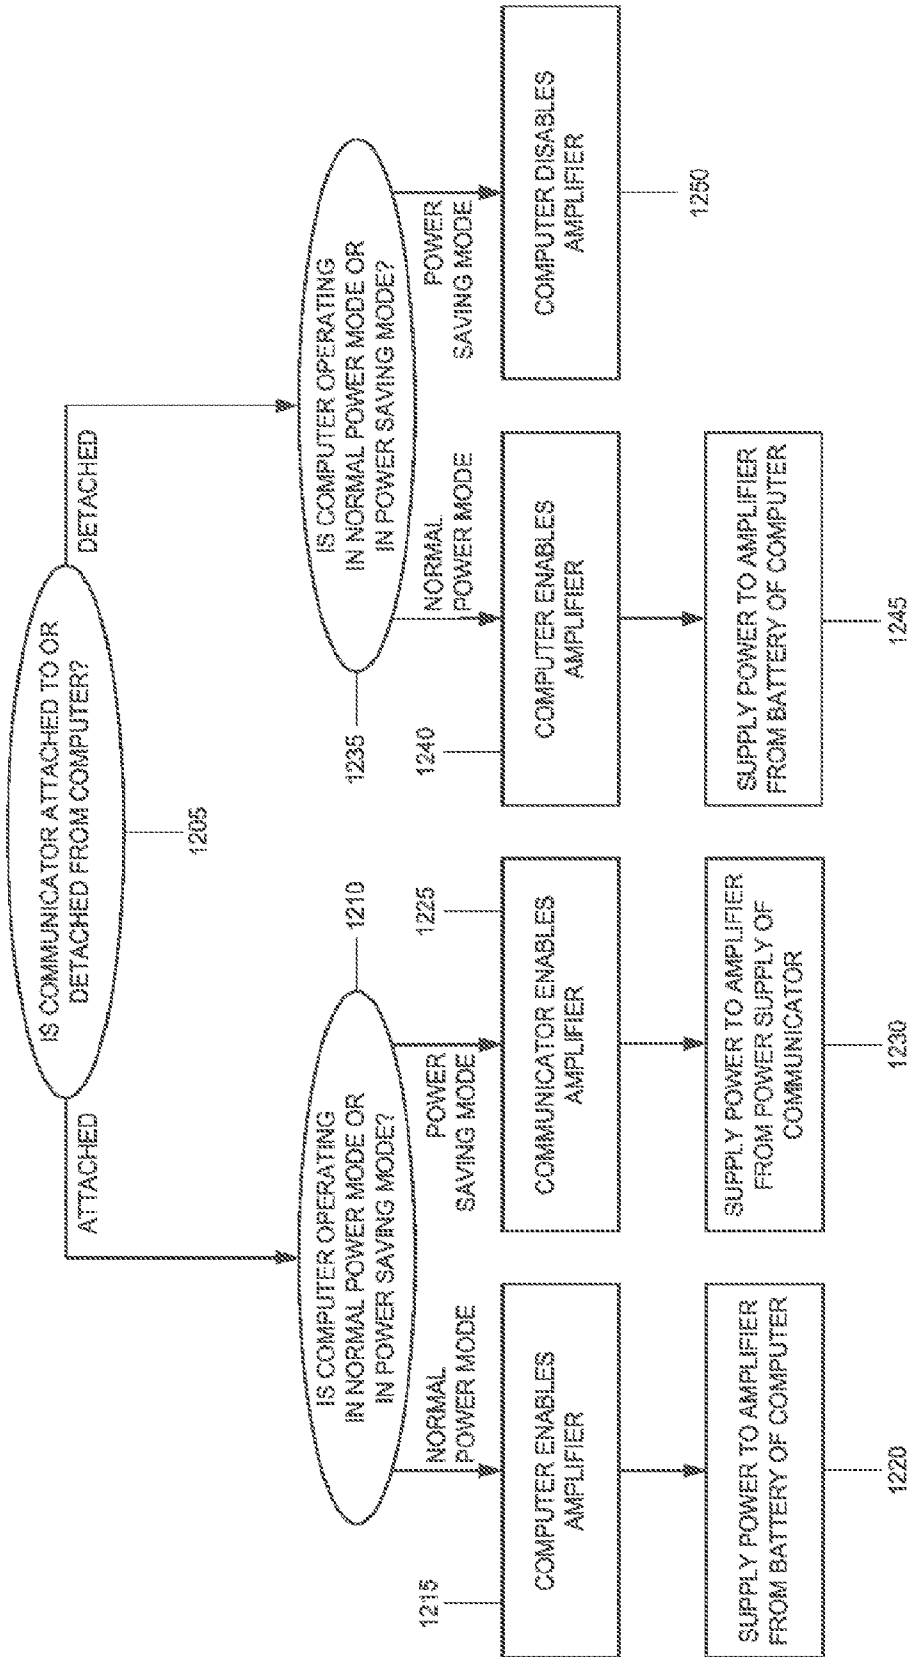 IS COMMUNICATOR ATTACHED TO OR
DETACHED FROM COMPUTER?
1205
ATTACHED
DETACHED
IS COMPUTER OPERATING
IN NORMAL POWER MODE OR
IN POWER SAVING MODE?
1210
NORMAL
POWER MODE
POWER
SAVING MODE
1215
COMPUTER ENABLES
AMPLIFIER
SUPPLY POWER TO AMPLIFIER
FROM BATTERY OF COMPUTER
1220
1225
COMMUNICATOR ENABLES
AMPLIFIER
SUPPLY POWER TO AMPLIFIER
FROM POWER SUPPLY OF
COMMUNICATOR
1230
IS COMPUTER OPERATING
IN NORMAL POWER MODE OR
IN POWER SAVING MODE?
1235
NORMAL
POWER MODE
POWER
SAVING MODE
1240
COMPUTER ENABLES
AMPLIFIER
SUPPLY POWER TO AMPLIFIER
FROM BATTERY OF COMPUTER
1245
COMPUTER DISABLES
AMPLIFIER
1250